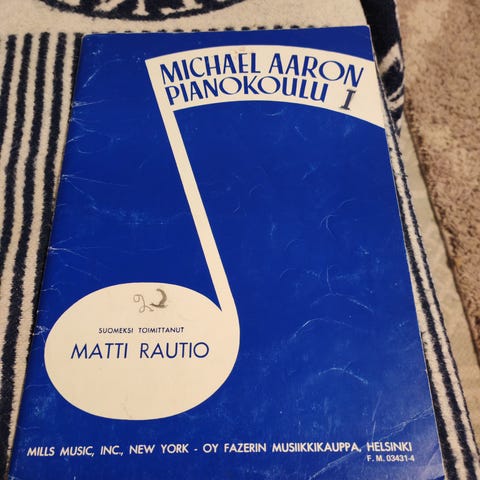 MICHAEL AARON
PIANOKOULU I
SUOMEKSI TOIMITTANUT
MATTI RAUTIO
MILLS MUSIC, INC., NEW YORK - OY FAZERIN MUSIIKKIKAUPPA, HELSINKI
F. M. 03431-4